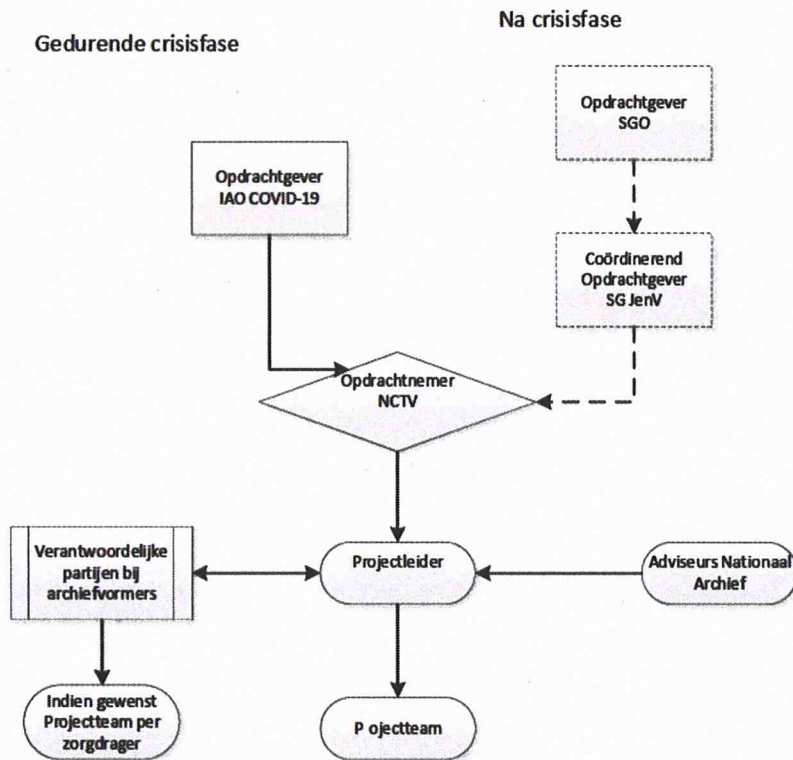 Gedurende crisisfase
Na crisisfase
Opdrachtgever
SGO
Opdrachtgever
IAO COVID-19
Coördinerend
Opdrachtgever
SG JenV
Opdrachtnemer
NCTV
Verantwoordelijke
partijen bij
archiefvormers
Projectleider
Adviseurs Nationaal
Archief
Indien gewenst
Projectteam per
zorgdrager
P ojectteam